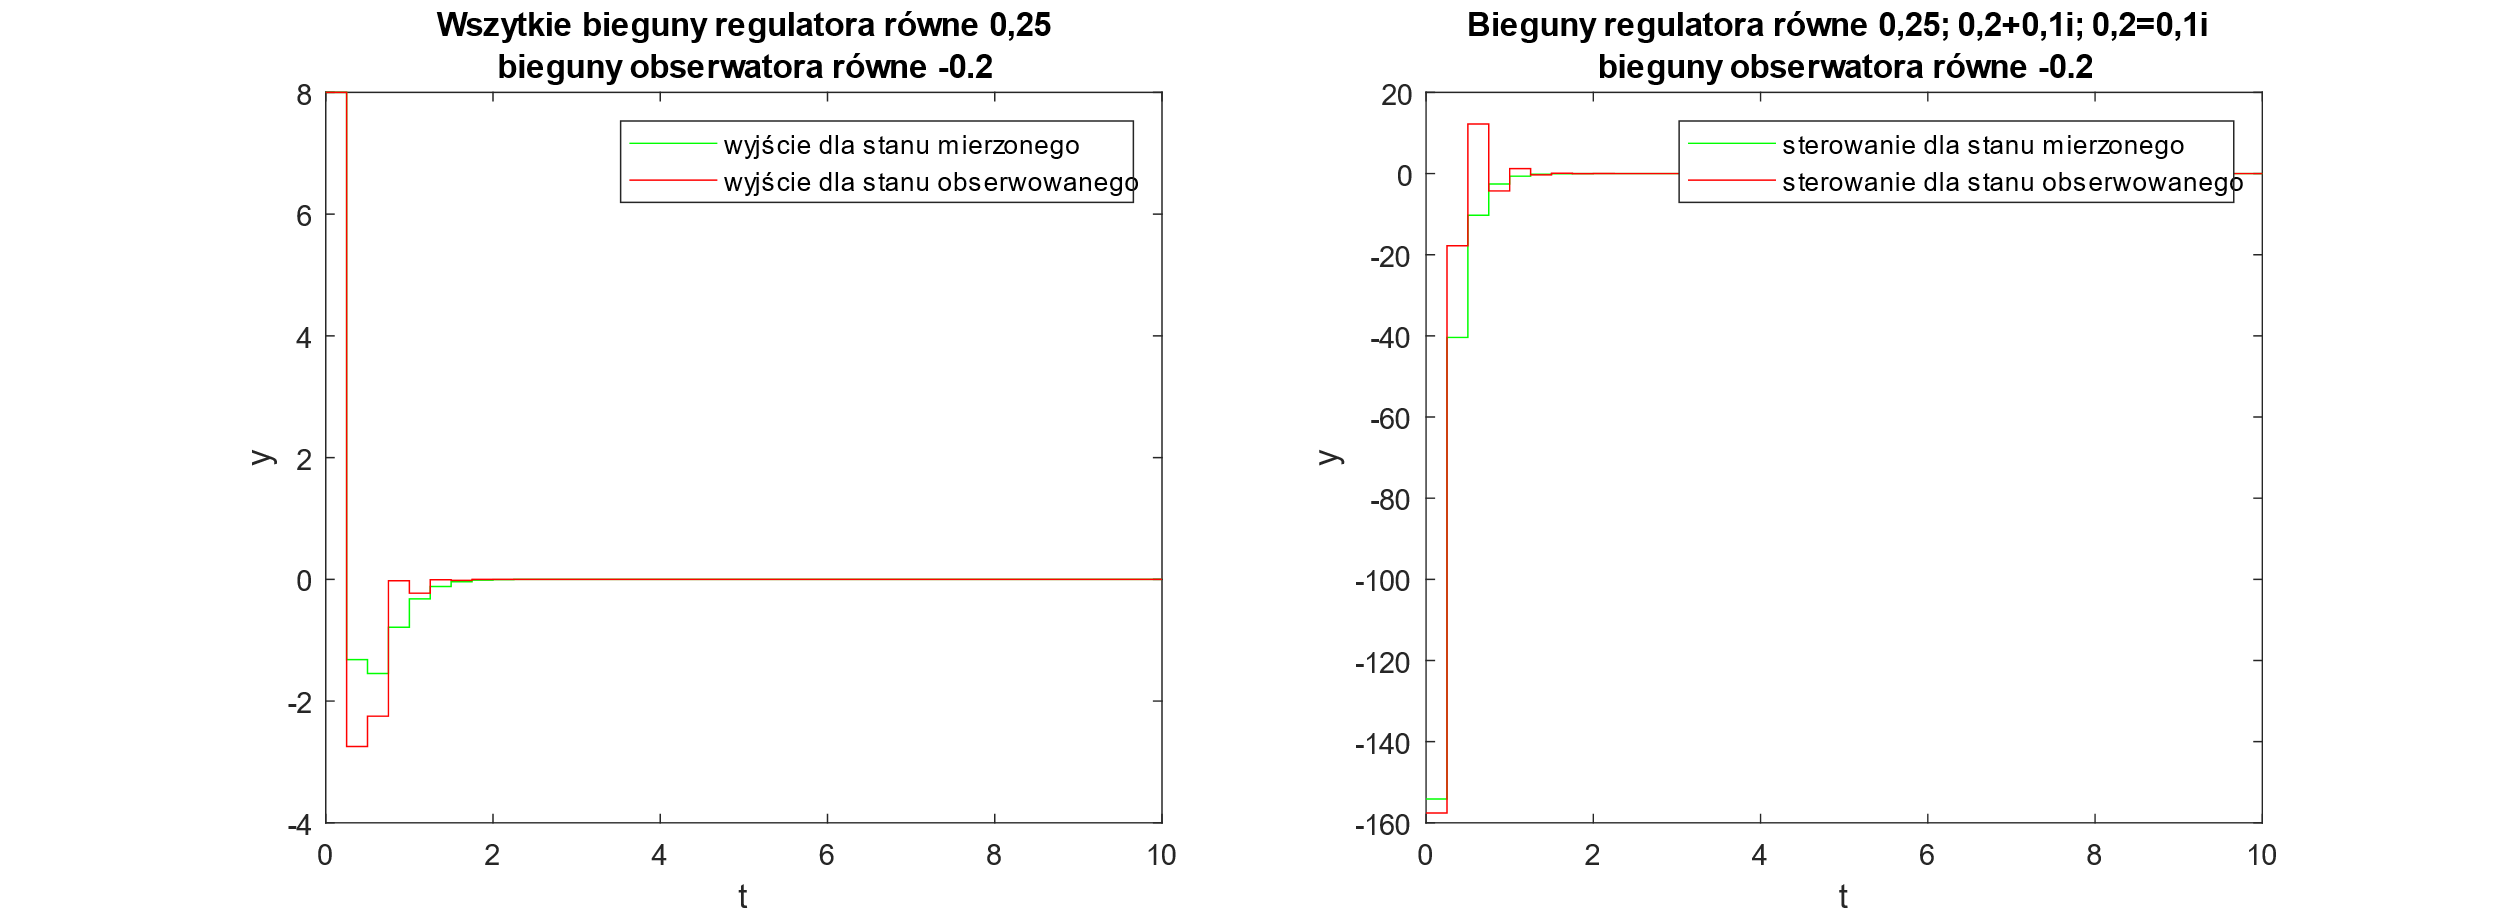 Wszytkie bieguny regulatora równe 0,25
bieguny obserwatora równe -0.2
8
6
4
2
0
-2
-4
y
wyjście dla stanu mierzonego
wyjście dla stanu obserwowanego
0
2
4
6
8
10
t
Bieguny regulatora równe 0,25; 0,2+0,1i; 0,2=0,1i
bieguny obserwatora równe -0.2
20
0
-20
-40
-60
-80
-100
-120
-140
-160
y
sterowanie dla stanu mierzonego
sterowanie dla stanu obserwowanego
0
2
4
6
8
10
t